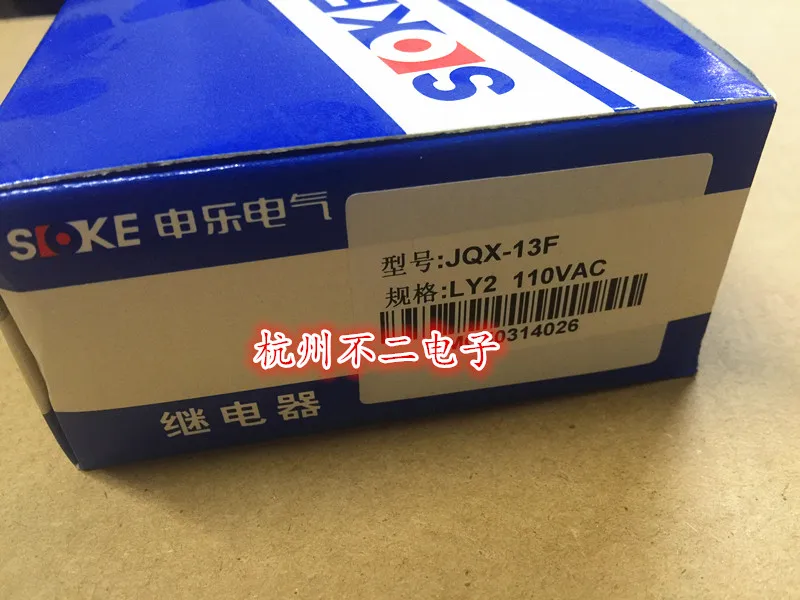 SOKE
SOKE 申乐电气
型号:JQX-13F
规格:LY2 110VAC
0314026
杭州不二电子
继电器